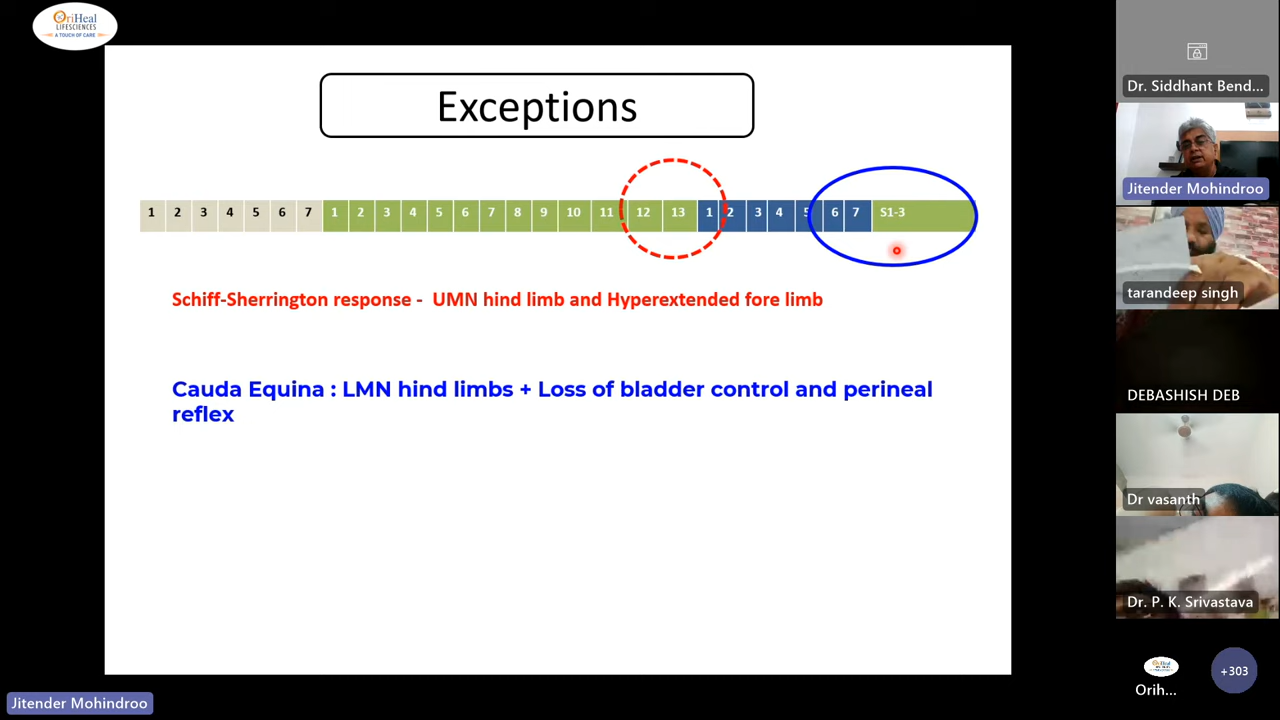 OriHeal
LIFESCIENCES
A TOUCH OF CARE
Exceptions
1 2 3 4 5 6 7 1 2 3 4 5 6 7 8 9 10 11 12 13 1 2 3 4 5 6 7 S1-3
Schiff-Sherrington response - UMN hind limb and Hyperextended fore limb
Cauda Equina : LMN hind limbs + Loss of bladder control and perineal
reflex
Jitender Mohindroo
Dr. Siddhant Bend...
Jitender Mohindroo
tarandeep singh
DEBASHISH DEB
Dr vasanth
Dr. P. K. Srivastava
Orih...
+303